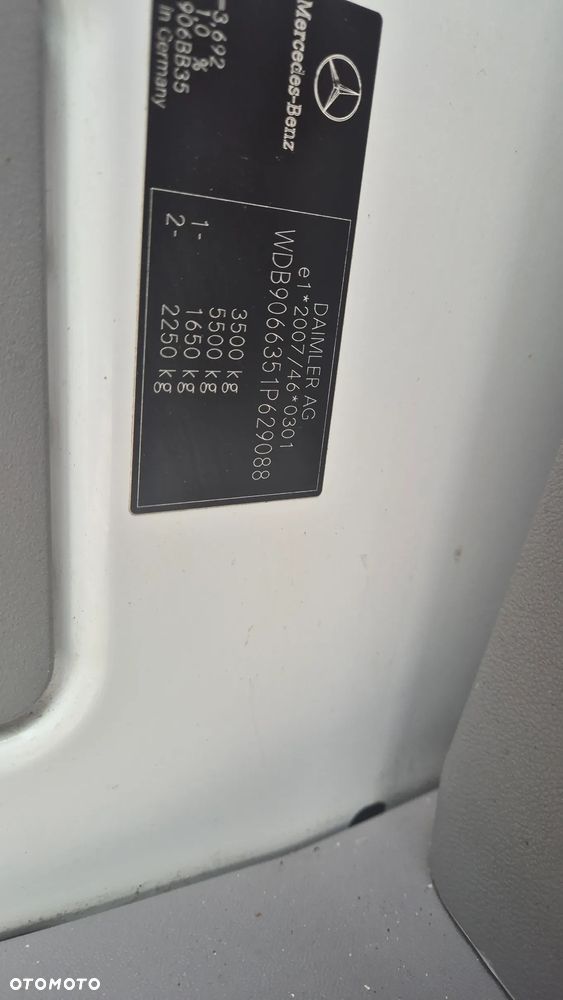 Mercedes-Benz
-3,692
1,0 %
906BB35
in Germany
DAIMLER AG
e1*2007/46*0301
WDB9066351P629088
3500 kg
5500 kg
1- 1650 kg
2- 2250 kg
OTOMOTO